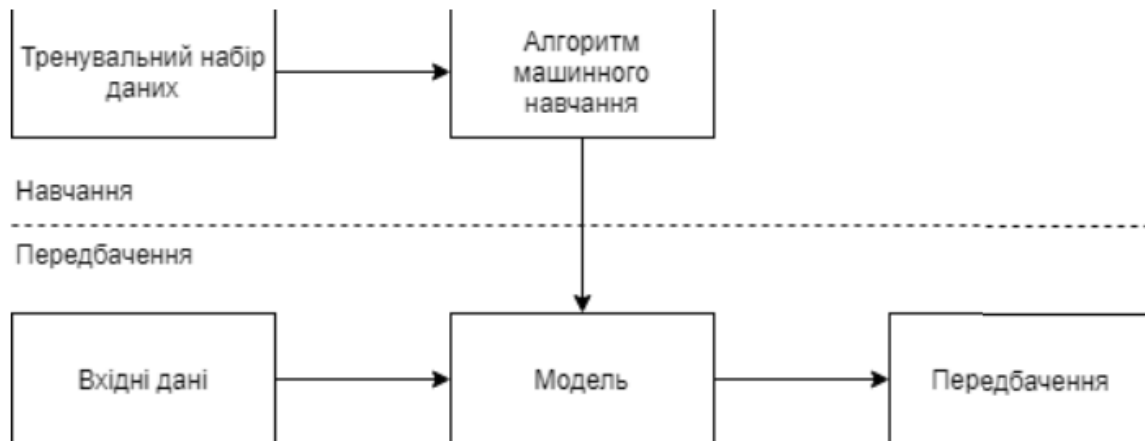 Тренувальний набір
даних
Алгоритм
машинного
навчання
Навчання
Передбачення
Вхідні дані
Модель
Передбачення